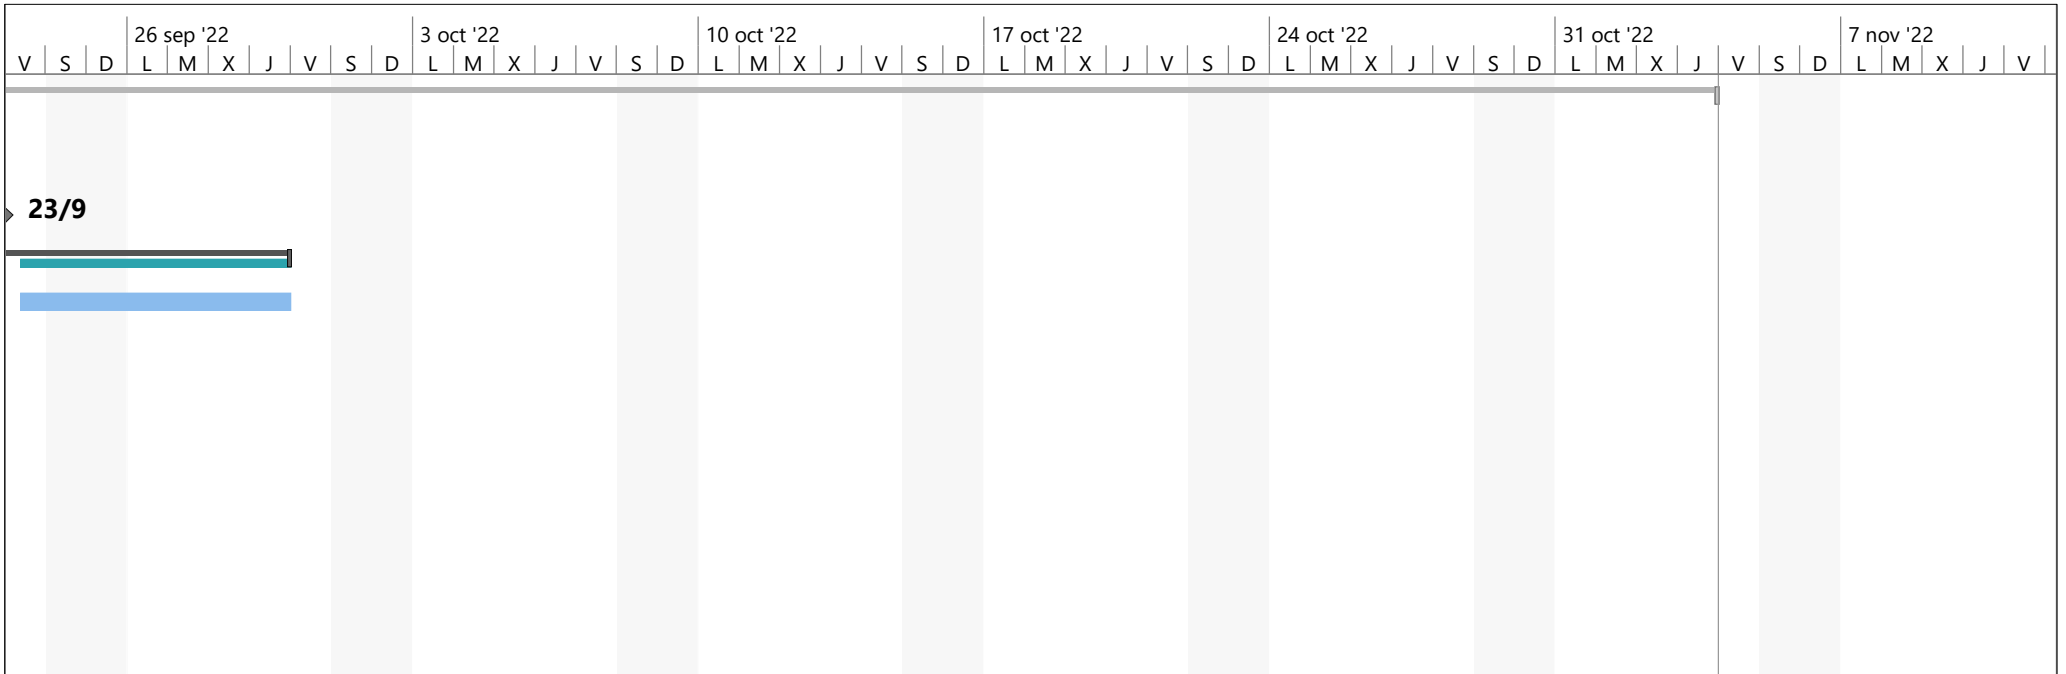 26 sep '22 3 oct '22 10 oct '22 17 oct '22 24 oct '22 31 oct '22 7 nov '22
V S D L M X J V S D L M X J V S D L M X J V S D L M X J V S D L M X J V S D L M X J V S D L M X J V
23/9